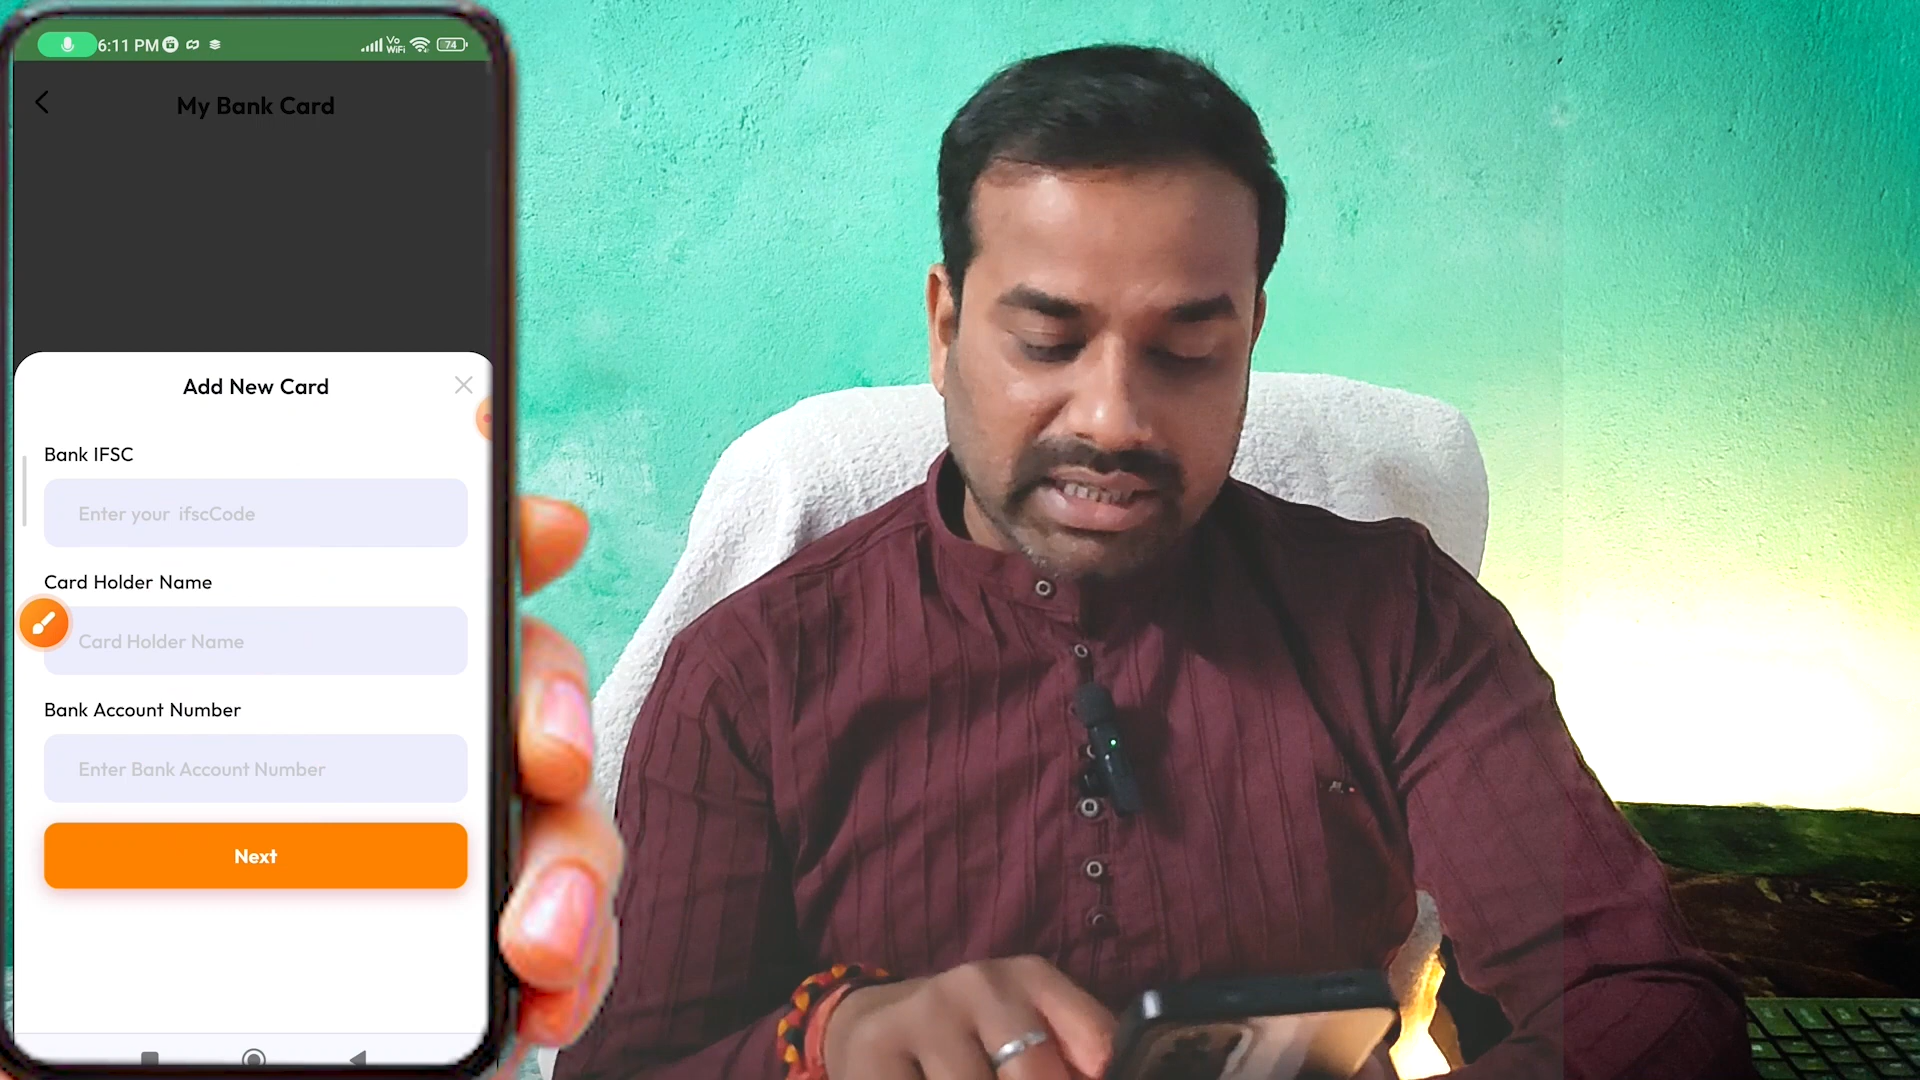 6:11 PM
Vo
WiFi
74
My Bank Card
Add New Card
Bank IFSC
Enter your ifscCode
Card Holder Name
Card Holder Name
Bank Account Number
Enter Bank Account Number
Next